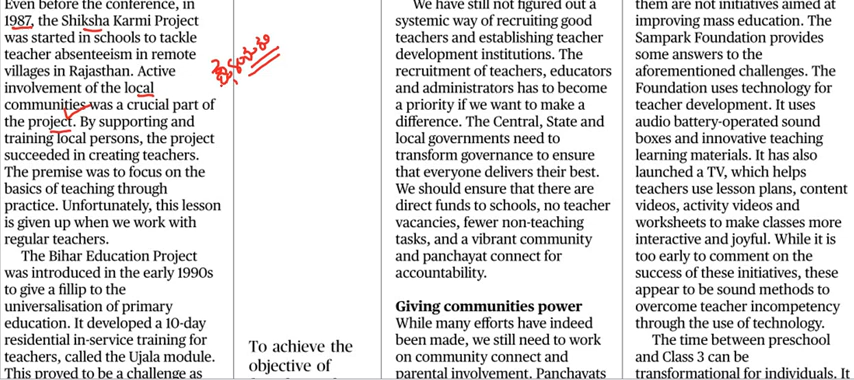 Even before the conference, in
1987, the Shiksha Karmi Project
was started in schools to tackle
teacher absenteeism in remote
villages in Rajasthan. Active
involvement of the local
communities was a crucial part of
the project. By supporting and
training local persons, the project
succeeded in creating teachers.
The premise was to focus on the
basics of teaching through
practice. Unfortunately, this lesson
is given up when we work with
regular teachers.
The Bihar Education Project
was introduced in the early 1990s
to give a fillip to the
universalisation of primary
education. It developed a 10-day
residential in-service training for
teachers, called the Ujala module.
This proved to be a challenge as
To achieve the
objective of
We have still not figured out a
systemic way of recruiting good
teachers and establishing teacher
development institutions. The
recruitment of teachers, educators
and administrators has to become
a priority if we want to make a
difference. The Central, State and
local governments need to
transform governance to ensure
that everyone delivers their best.
We should ensure that there are
direct funds to schools, no teacher
vacancies, fewer non-teaching
tasks, and a vibrant community
and panchayat connect for
accountability.
Giving communities power
While many efforts have indeed
been made, we still need to work
on community connect and
parental involvement. Panchayats
them are not initiatives aimed at
improving mass education. The
Sampark Foundation provides
some answers to the
aforementioned challenges. The
Foundation uses technology for
teacher development. It uses
audio battery-operated sound
boxes and innovative teaching
learning materials. It has also
launched a TV, which helps
teachers use lesson plans, content
videos, activity videos and
worksheets to make classes more
interactive and joyful. While it is
too early to comment on the
success of these initiatives, these
appear to be sound methods to
overcome teacher incompetency
through the use of technology.
The time between preschool
and Class 3 can be
transformational for individuals. It